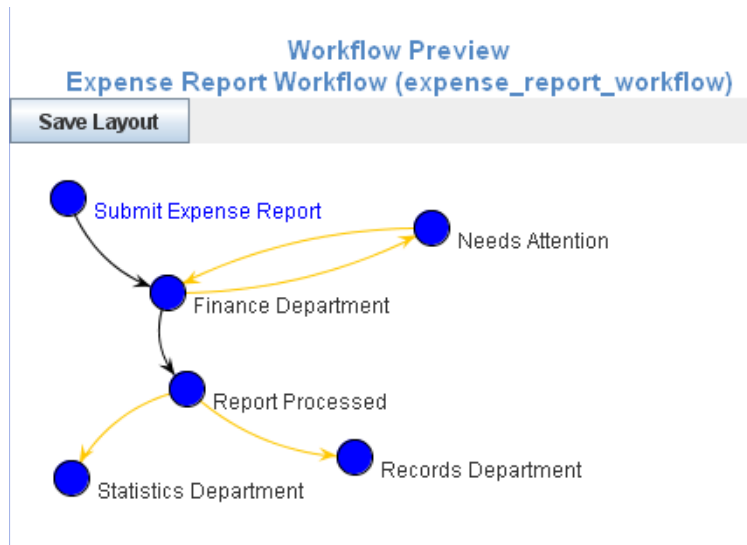 Workflow Preview
Expense Report Workflow (expense_report_workflow)
Save Layout
Submit Expense Report
Needs Attention
Finance Department
Report Processed
Records Department
Statistics Department